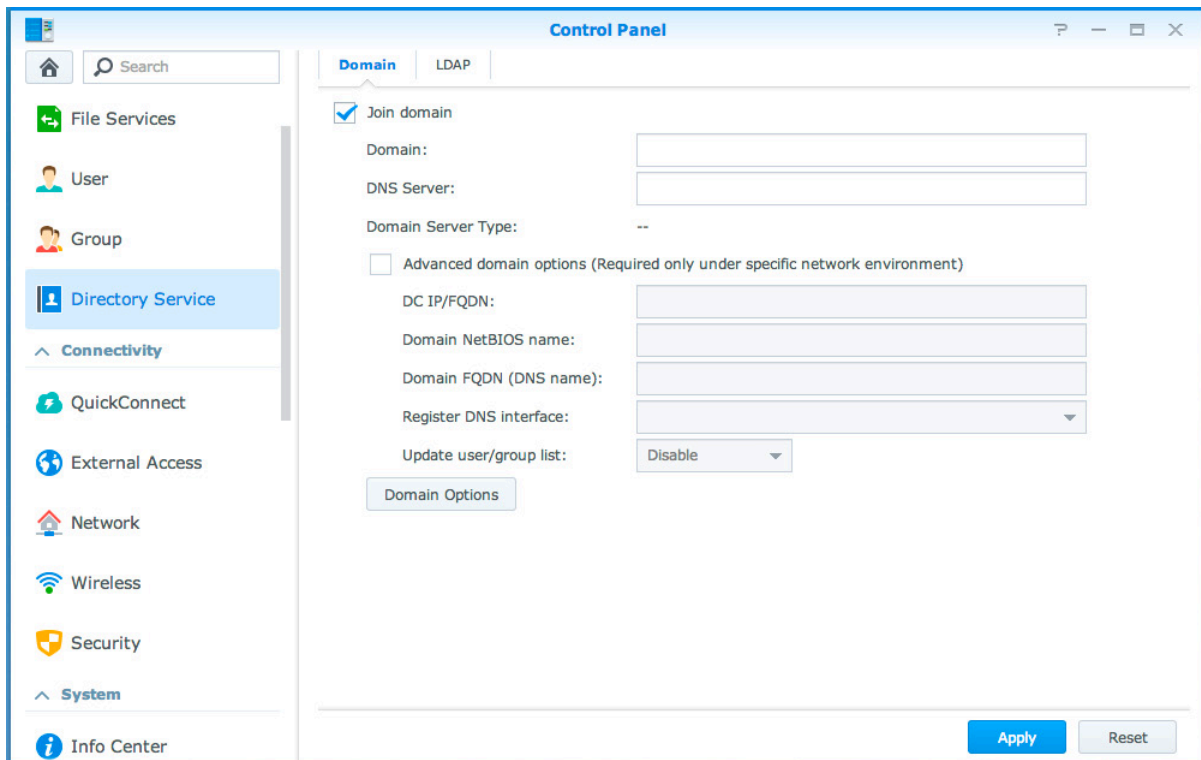 Control Panel
Search
File Services
User
Group
Directory Service
Connectivity
QuickConnect
External Access
Network
Wireless
Security
System
Info Center
Domain LDAP
Join domain
Domain:
DNS Server:
Domain Server Type: --
Advanced domain options (Required only under specific network environment)
DC IP/FQDN:
Domain NetBIOS name:
Domain FQDN (DNS name):
Register DNS interface:
Update user/group list: Disable
Domain Options
Apply Reset